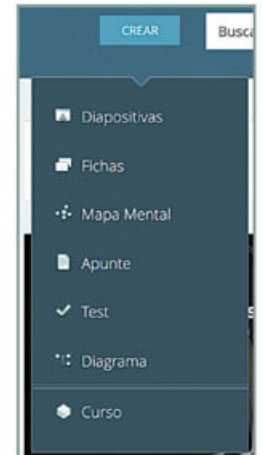 CREAR
Busca
Diapositivas
Fichas
Mapa Mental
Apunte
Test
Diagrama
Curso